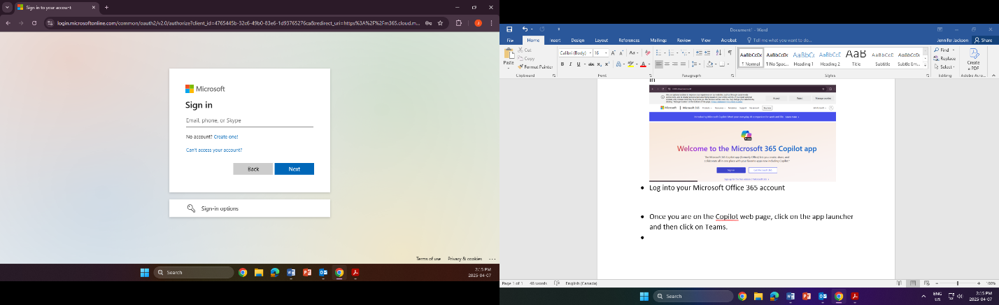 Sign in to your account
login.microsoftonline.com/common/oauth2/v2.0/authorize?client_id=4765445b-32c6-49b0-83e6-1d93765276ca&redirect_uri=https%3A%2F%2Fm365.cloud.m...
J
Microsoft
Sign in
Email, phone, or Skype
No account? Create one!
Can't access your account?
Back
Next
Sign-in options
Terms of use
Privacy & cookies
...
Search
2:15 PM
2025-04-07
Document1 - Word
File
Home
Insert
Design
Layout
References
Mailings
Review
View
Acrobat
Tell me what you want to do...
Jennifer Jackson
Share
Paste
Cut
Copy
Format Painter
Clipboard
Calibri (Body)
16
Font
Paragraph
AaBbCcDc
¶ Normal
AaBbCcDc
¶ No Spac...
AaBbCc
Heading 1
AaBbCcC
Heading 2
AaB
Title
AaBbCcC
Subtitle
AaBbCcDc
Subtle Em...
Styles
Find
Replace
Select
Editing
Create a PDF
Adobe Acro...
in
Microsoft
Microsoft 365
Welcome to the Microsoft 365 Copilot app
Sign in
• Log into your Microsoft Office 365 account
• Once you are on the Copilot web page, click on the app launcher
and then click on Teams.
•
Page 1 of 1
48 words
English (Canada)
100%
Search
ENG
US
2:15 PM
2025-04-07